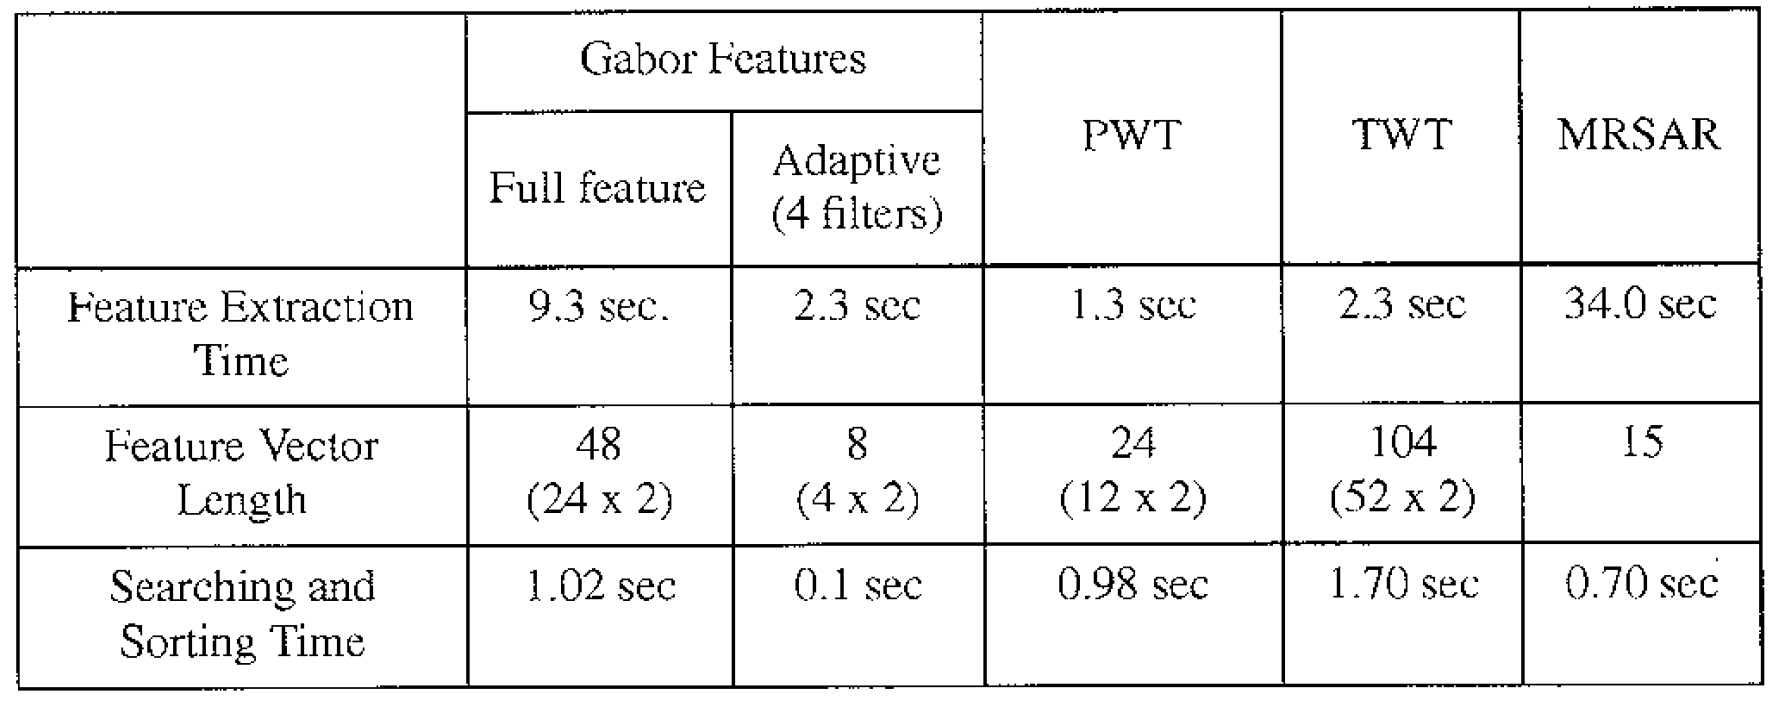 Gabor Features
PWT
TWT
MRSAR
Full feature
Adaptive
(4 filters)
Feature Extraction
Time
9.3 sec.
2.3 sec
1.3 sec
2.3 sec
34.0 sec
Feature Vector
Length
48
(24 x 2)
8
(4 x 2)
24
(12 x 2)
104
(52 x 2)
15
Searching and
Sorting Time
1.02 sec
0.1 sec
0.98 sec
1.70 sec
0.70 sec